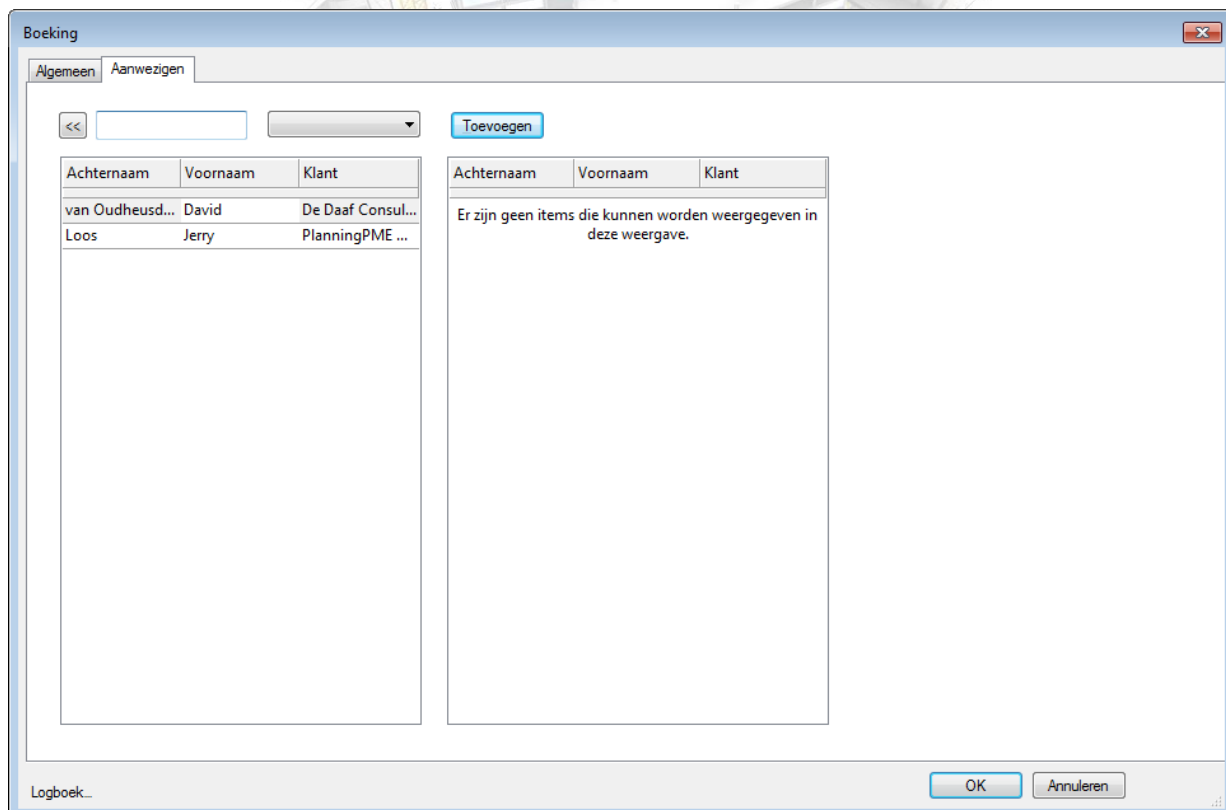 Boeking
Algemeen Aanwezigen
<< Toevoegen
Achternaam Voornaam Klant Achternaam Voornaam Klant
van Oudheusd... David De Daaf Consul...
Loos Jerry PlanningPME ...
Er zijn geen items die kunnen worden weergegeven in
deze weergave.
Logboek...
OK Annuleren